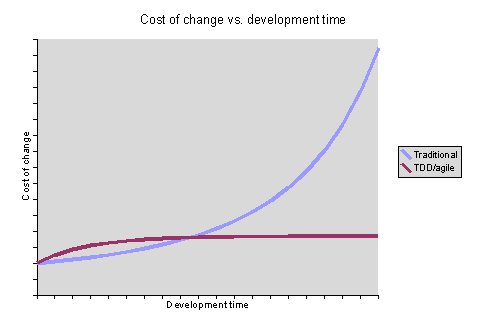 Cost of change vs. development time
Cost of change
Traditional
TDD/agile
Development time